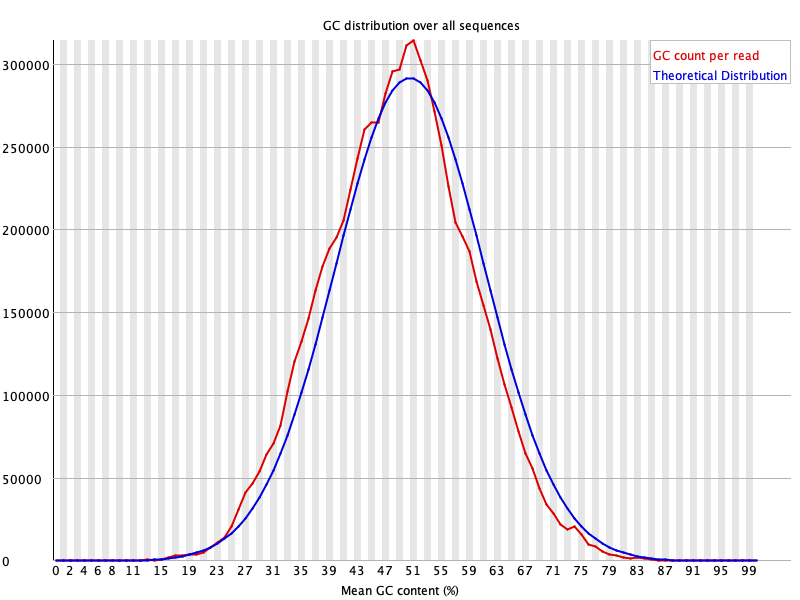 GC distribution over all sequences
GC count per read
Theoretical Distribution
300000
250000
200000
150000
100000
50000
0
0 2 4 6 8 11 15 19 23 27 31 35 39 43 47 51 55 59 63 67 71 75 79 83 87 91 95 99
Mean GC content (%)